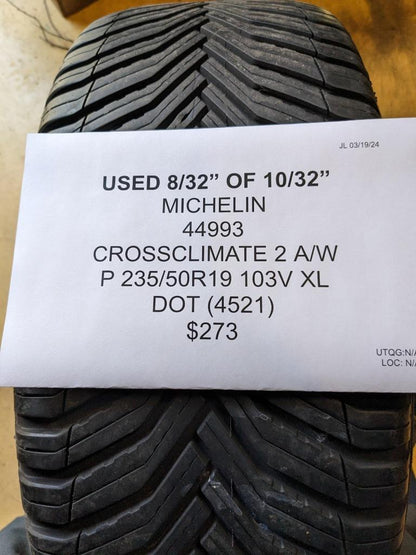 JL 03/19/24
USED 8/32” OF 10/32”
MICHELIN
44993
CROSSCLIMATE 2 A/W
P 235/50R19 103V XL
DOT (4521)
$273
UTQG:N/A
LOC: N/A